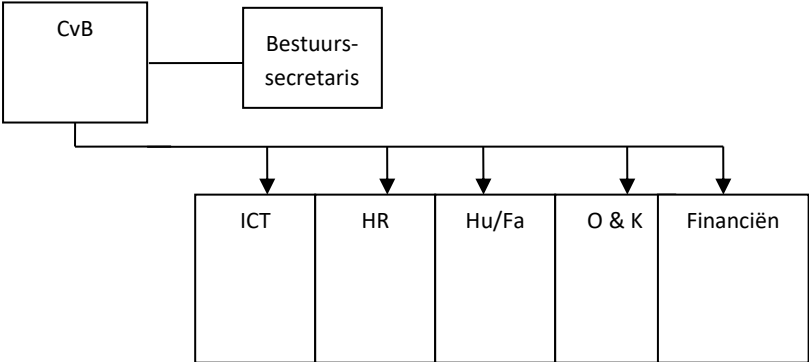 CvB
Bestuurs-
secretaris
ICT
HR
Hu/Fa
O & K
Financiën